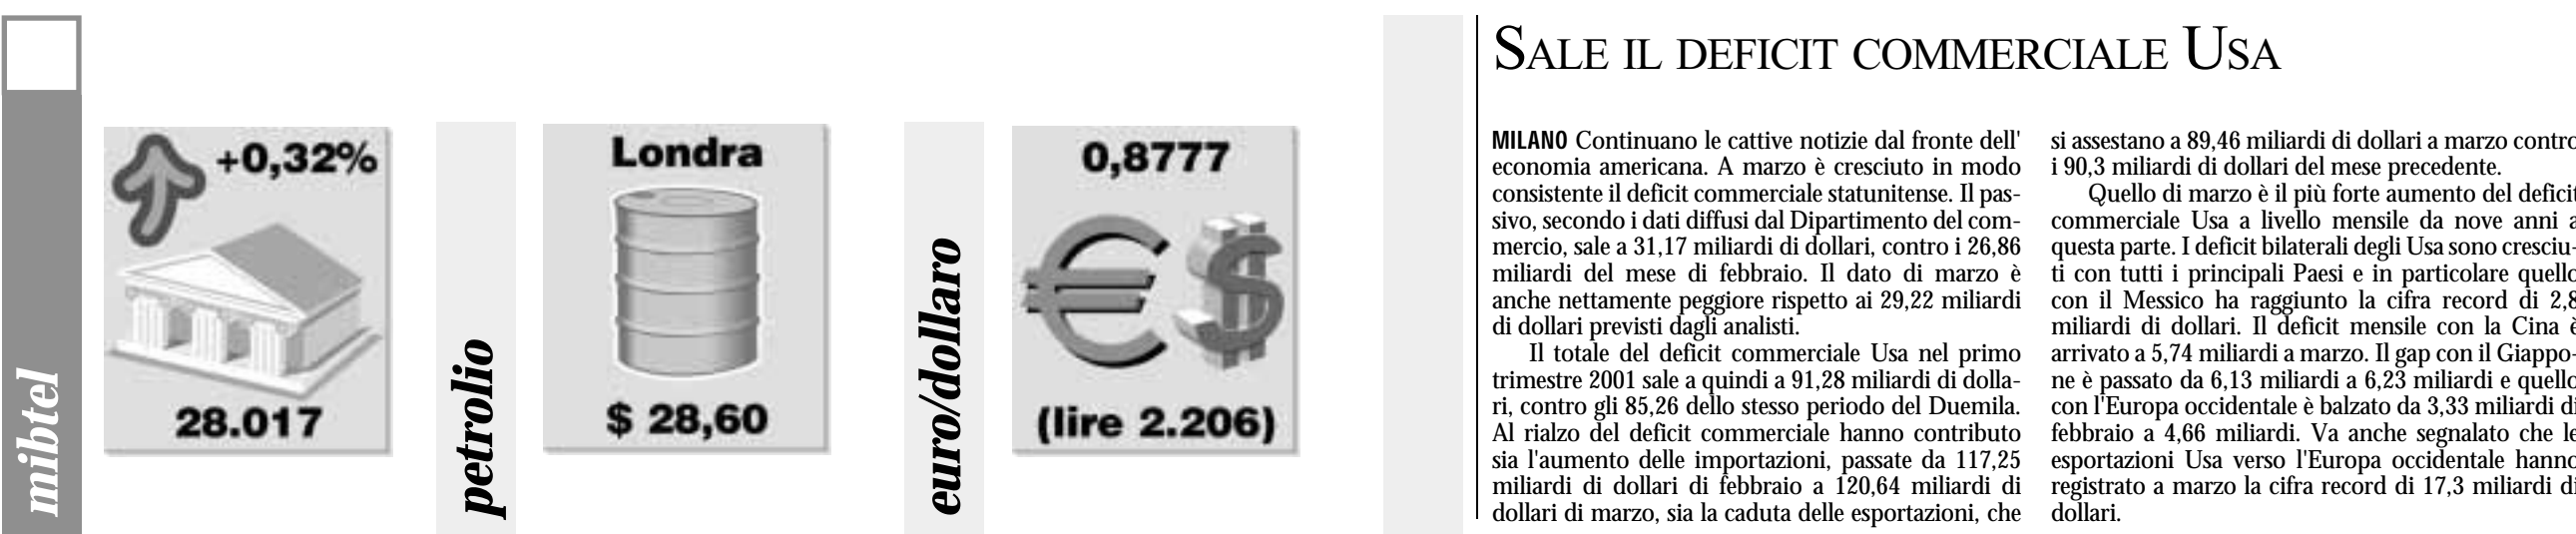 mibtel
+0,32%
28.017
petrolio
Londra
$ 28,60
euro/dollaro
0,8777
(lire 2.206)
SALE IL DEFICIT COMMERCIALE USA
MILANO Continuano le cattive notizie dal fronte dell'
economia americana. A marzo è cresciuto in modo
consistente il deficit commerciale statunitense. Il pas-
sivo, secondo i dati diffusi dal Dipartimento del com-
mercio, sale a 31,17 miliardi di dollari, contro i 26,86
miliardi del mese di febbraio. Il dato di marzo è
anche nettamente peggiore rispetto ai 29,22 miliardi
di dollari previsti dagli analisti.
Il totale del deficit commerciale Usa nel primo
trimestre 2001 sale a quindi a 91,28 miliardi di dolla-
ri, contro gli 85,26 dello stesso periodo del Duemila.
Al rialzo del deficit commerciale hanno contributo
sia l'aumento delle importazioni, passate da 117,25
miliardi di dollari di febbraio a 120,64 miliardi di
dollari di marzo, sia la caduta delle esportazioni, che
si assestano a 89,46 miliardi di dollari a marzo contro
i 90,3 miliardi di dollari del mese precedente.
Quello di marzo è il più forte aumento del deficit
commerciale Usa a livello mensile da nove anni a
questa parte. I deficit bilaterali degli Usa sono cresciu-
ti con tutti i principali Paesi e in particolare quello
con il Messico ha raggiunto la cifra record di 2,8
miliardi di dollari. Il deficit mensile con la Cina è
arrivato a 5,74 miliardi a marzo. Il gap con il Giappo-
ne è passato da 6,13 miliardi a 6,23 miliardi e quello
con l'Europa occidentale è balzato da 3,33 miliardi di
febbraio a 4,66 miliardi. Va anche segnalato che le
esportazioni Usa verso l'Europa occidentale hanno
registrato a marzo la cifra record di 17,3 miliardi di
dollari.